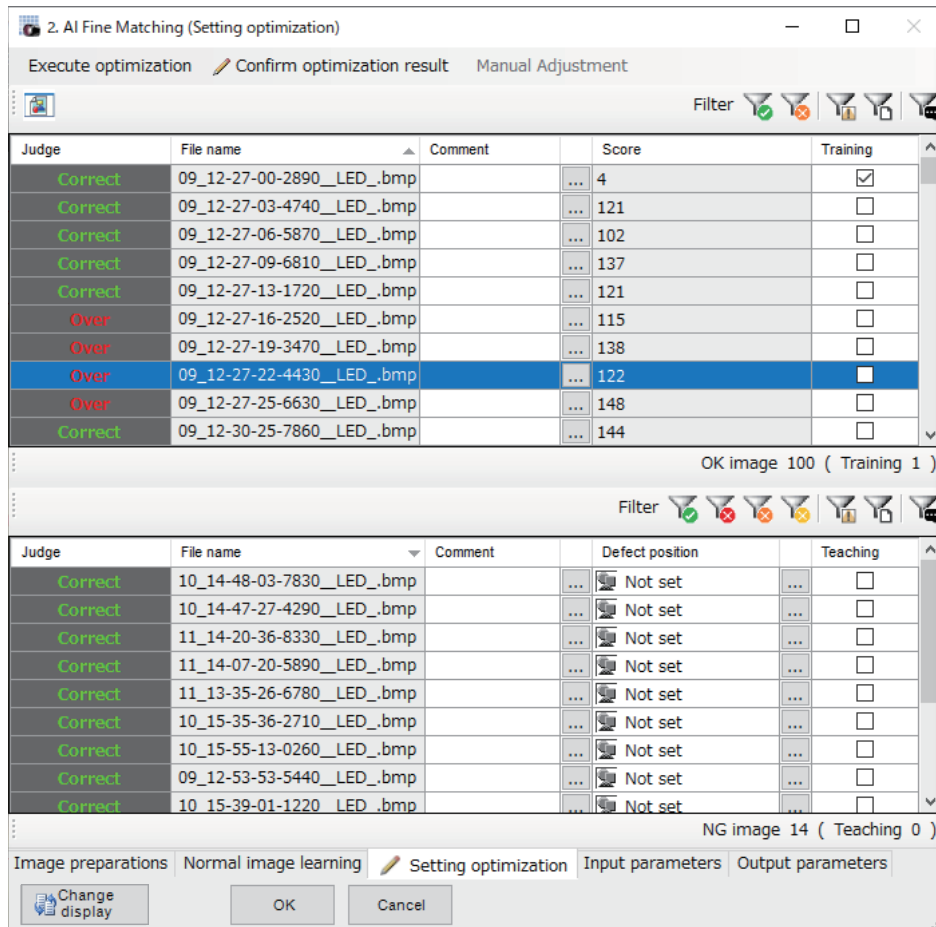 2. AI Fine Matching (Setting optimization)
Execute optimization Confirm optimization result Manual Adjustment
Filter
Judge File name Comment Score Training
Correct 09_12-27-00-2890__LED_.bmp ... 4
Correct 09_12-27-03-4740__LED_.bmp ... 121
Correct 09_12-27-06-5870__LED_.bmp ... 102
Correct 09_12-27-09-6810__LED_.bmp ... 137
Correct 09_12-27-13-1720__LED_.bmp ... 121
Over 09_12-27-16-2520__LED_.bmp ... 115
Over 09_12-27-19-3470__LED_.bmp ... 138
Over 09_12-27-22-4430__LED_.bmp ... 122
Over 09_12-27-25-6630__LED_.bmp ... 148
Correct 09_12-30-25-7860__LED_.bmp ... 144
OK image 100 ( Training 1 )
Filter
Judge File name Comment Defect position Teaching
Correct 10_14-48-03-7830__LED_.bmp ... Not set ...
Correct 10_14-47-27-4290__LED_.bmp ... Not set ...
Correct 11_14-20-36-8330__LED_.bmp ... Not set ...
Correct 11_14-07-20-5890__LED_.bmp ... Not set ...
Correct 11_13-35-26-6780__LED_.bmp ... Not set ...
Correct 10_15-35-36-2710__LED_.bmp ... Not set ...
Correct 10_15-55-13-0260__LED_.bmp ... Not set ...
Correct 09_12-53-53-5440__LED_.bmp ... Not set ...
Correct 10_15-39-01-1220__LED_.bmp ... Not set ...
NG image 14 ( Teaching 0 )
Image preparations Normal image learning Setting optimization Input parameters Output parameters
Change display OK Cancel